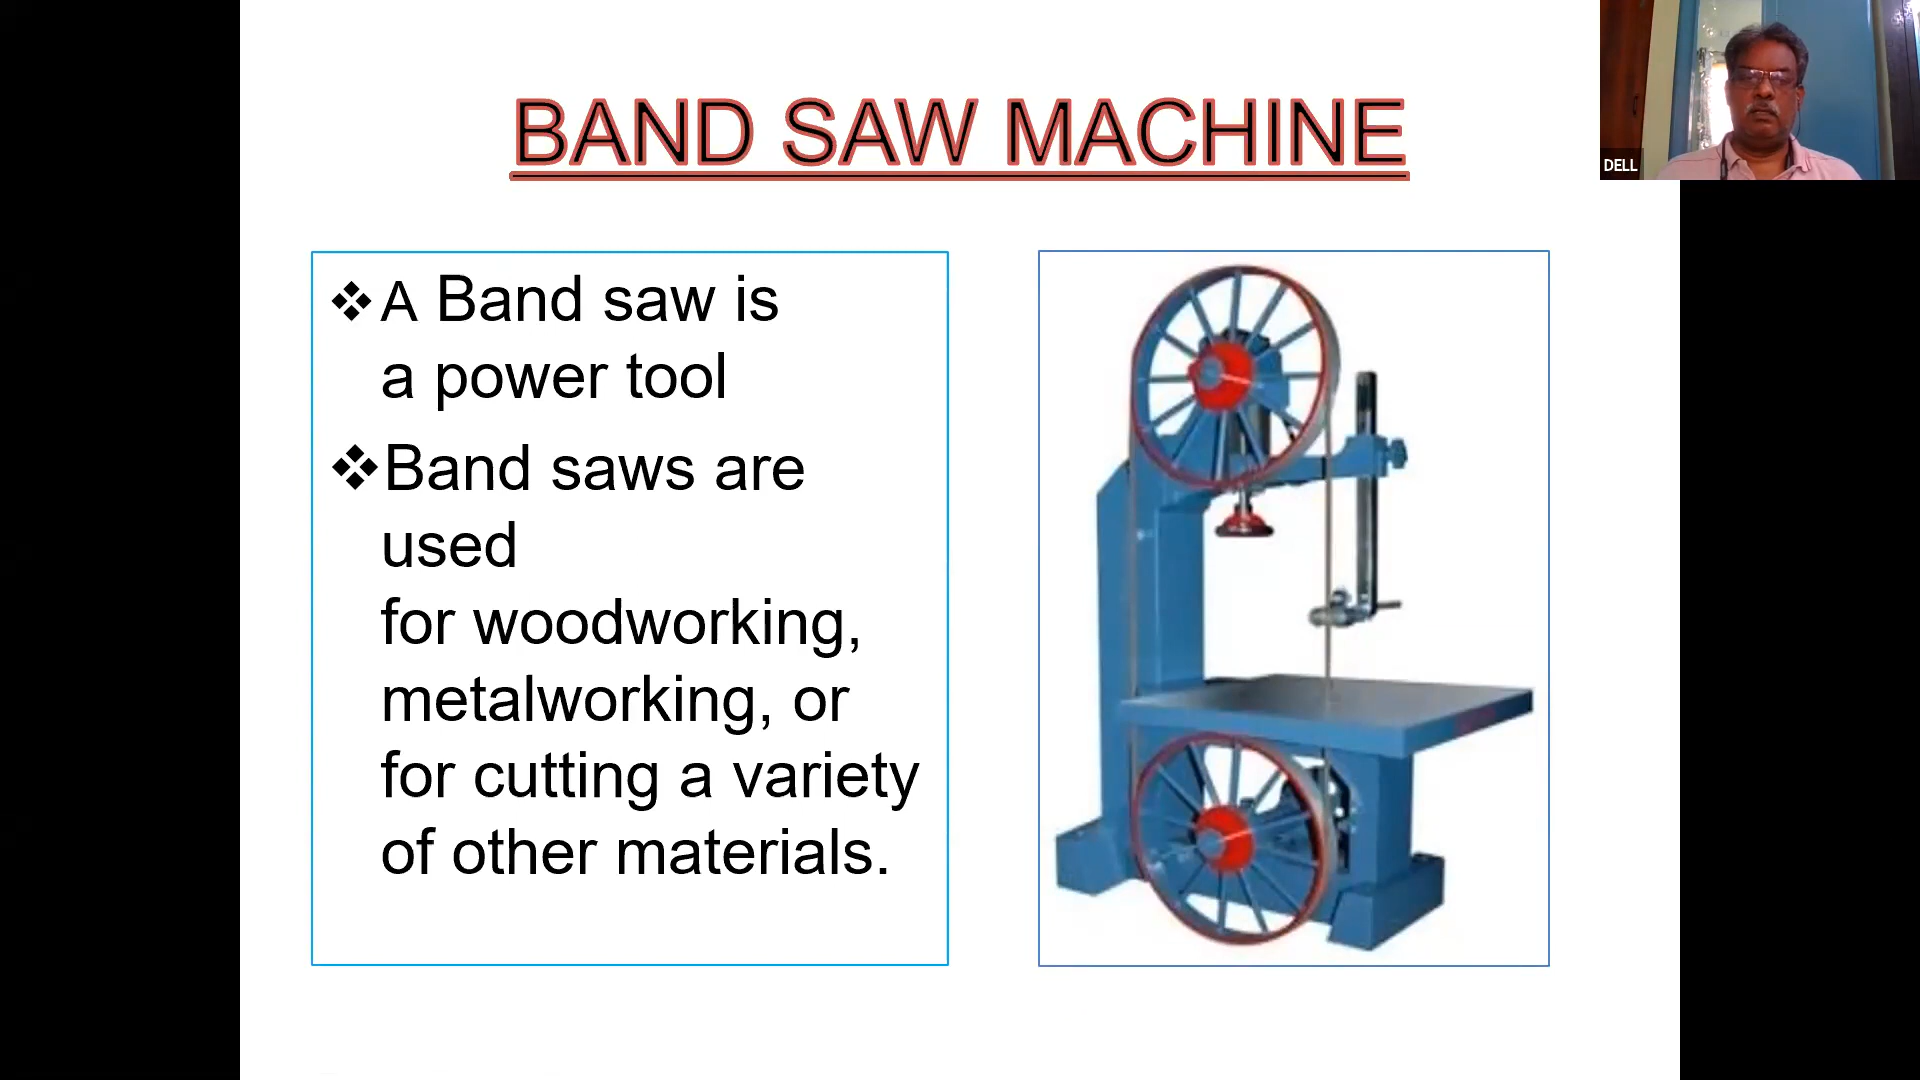 BAND SAW MACHINE
DELL
❖A Band saw is
a power tool
❖Band saws are
used
for woodworking,
metalworking, or
for cutting a variety
of other materials.